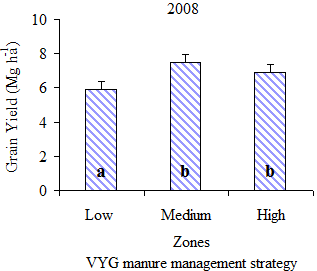 2008
Grain Yield (Mg ha-1)
10
8
6
4
2
0
a
b
b
Low
Medium
High
Zones
VYG manure management strategy